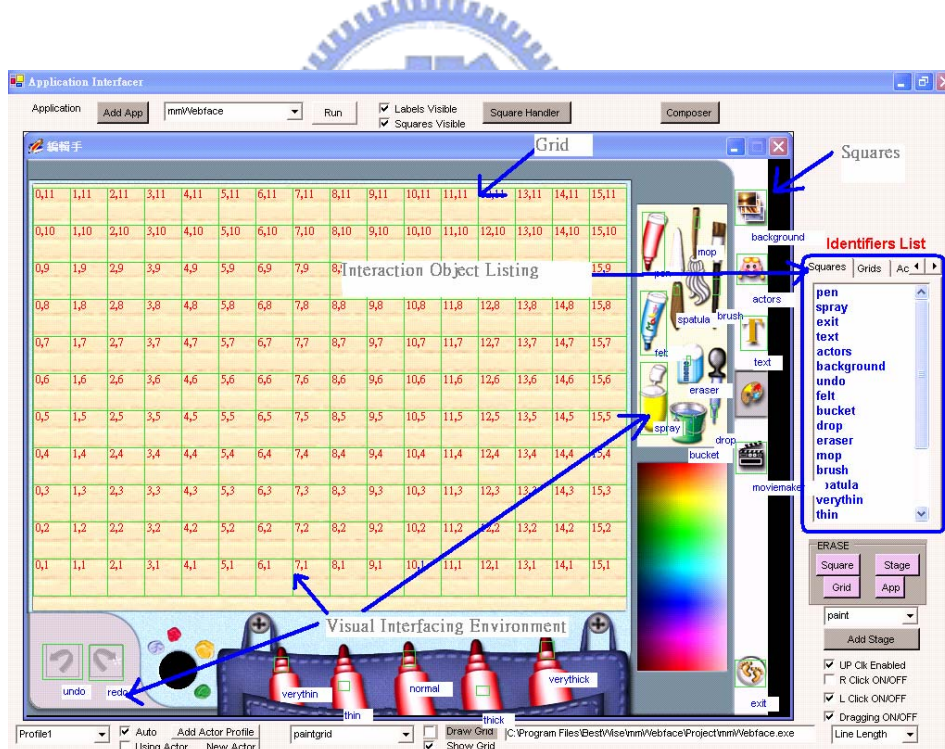 Application Interfacer
Application Add App mmWebface Run Labels Visible Square Handler Composer
Squares Visible
編輯手
Grid
Squares
0,11 1,11 2,11 3,11 4,11 5,11 6,11 7,11 8,11 9,11 10,11 11,11 12,11 13,11 14,11 15,11
0,10 1,10 2,10 3,10 4,10 5,10 6,10 7,10 8,10 9,10 10,10 11,10 12,10 13,10 14,10 15,10
0,9 1,9 2,9 3,9 4,9 5,9 6,9 7,9 Interaction Object Listing 15,9
0,8 1,8 2,8 3,8 4,8 5,8 6,8 7,8 8,8 9,8 10,8 11,8 12,8 13,8 14,8 15,8
0,7 1,7 2,7 3,7 4,7 5,7 6,7 7,7 8,7 9,7 10,7 11,7 12,7 13,7 14,7 15,7
0,6 1,6 2,6 3,6 4,6 5,6 6,6 7,6 8,6 9,6 10,6 11,6 12,6 13,6 14,6 15,6
0,5 1,5 2,5 3,5 4,5 5,5 6,5 7,5 8,5 9,5 10,5 11,5 12,5 13,5 14,5 15,5
0,4 1,4 2,4 3,4 4,4 5,4 6,4 7,4 8,4 9,4 10,4 11,4 12,4 13,4 14,4 15,4
0,3 1,3 2,3 3,3 4,3 5,3 6,3 7,3 8,3 9,3 10,3 11,3 12,3 13,3 14,3 15,3
0,2 1,2 2,2 3,2 4,2 5,2 6,2 7,2 8,2 9,2 10,2 11,2 12,2 13,2 14,2 15,2
0,1 1,1 2,1 3,1 4,1 5,1 6,1 7,1 8,1 9,1 10,1 11,1 12,1 13,1 14,1 15,1
mop
pen
spatula brush
felt
eraser
spray
drop
bucket
background
actors
text
moviemaker
exit
Visual Interfacing Environment
undo redo
verythin
thin
normal
thick
verythick
Identifiers List
Squares Grids Ac
pen
spray
exit
text
actors
background
undo
felt
bucket
drop
eraser
mop
brush
patula
verythin
thin
ERASE
Square Stage
Grid App
paint
Add Stage
UP Clk Enabled
R Click ON/OFF
L Click ON/OFF
Dragging ON/OFF
Profile1 Auto Add Actor Profile paintgrid Draw Grid C:\Program Files\BestWise\mmWebface\Project\mmWebface.exe Line Length
Using Actor New Actor Show Grid